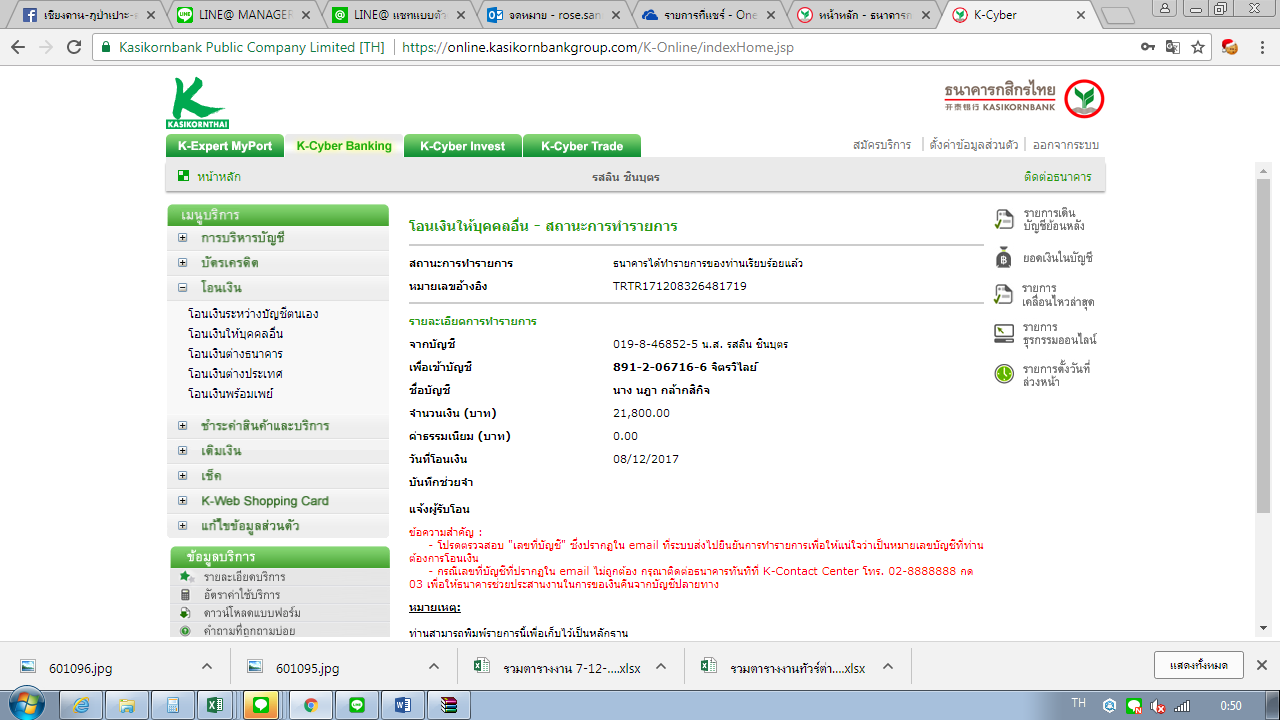 เชียงคาน-ภูป่าเปาะ-
LINE@ MANAGER
LINE@ แชทแบบตัว
จดหมาย - rose.san
รายการที่แชร์ - One
หน้าหลัก - ธนาคารก
K-Cyber
Kasikornbank Public Company Limited [TH]
https://online.kasikornbankgroup.com/K-Online/indexHome.jsp
KASIKORNTHAI
ธนาคารกสิกรไทย
开泰银行 KASIKORNBANK
K-Expert MyPort
K-Cyber Banking
K-Cyber Invest
K-Cyber Trade
สมัครบริการ
ตั้งค่าข้อมูลส่วนตัว
ออกจากระบบ
หน้าหลัก
รสลิน ชินบุตร
ติดต่อธนาคาร
เมนูบริการ
การบริหารบัญชี
บัตรเครดิต
โอนเงิน
โอนเงินระหว่างบัญชีตนเอง
โอนเงินให้บุคคลอื่น
โอนเงินต่างธนาคาร
โอนเงินต่างประเทศ
โอนเงินพร้อมเพย์
ชำระค่าสินค้าและบริการ
เติมเงิน
เช็ค
K-Web Shopping Card
แก้ไขข้อมูลส่วนตัว
ข้อมูลบริการ
รายละเอียดบริการ
อัตราค่าใช้บริการ
ดาวน์โหลดแบบฟอร์ม
คำถามที่ถูกถามบ่อย
โอนเงินให้บุคคลอื่น - สถานะการทำรายการ
สถานะการทำรายการ ธนาคารได้ทำรายการของท่านเรียบร้อยแล้ว
หมายเลขอ้างอิง TRTR171208326481719
รายละเอียดการทำรายการ
จากบัญชี 019-8-46852-5 น.ส. รสลิน ชินบุตร
เพื่อเข้าบัญชี 891-2-06716-6 จิตรวิไลย์
ชื่อบัญชี นาง นฎา กล้ากสิกิจ
จำนวนเงิน (บาท) 21,800.00
ค่าธรรมเนียม (บาท) 0.00
วันที่โอนเงิน 08/12/2017
บันทึกช่วยจำ
แจ้งผู้รับโอน
ข้อความสำคัญ :
- โปรดตรวจสอบ "เลขที่บัญชี" ซึ่งปรากฏใน email ที่ระบบส่งไปยืนยันการทำรายการเพื่อให้แน่ใจว่าเป็นหมายเลขบัญชีที่ท่าน
ต้องการโอนเงิน
- กรณีเลขที่บัญชีที่ปรากฏใน email ไม่ถูกต้อง กรุณาติดต่อธนาคารทันทีที่ K-Contact Center โทร. 02-8888888 กด
03 เพื่อให้ธนาคารช่วยประสานงานในการขอเงินคืนจากบัญชีปลายทาง
หมายเหตุ:
ท่านสามารถพิมพ์รายการนี้เพื่อเก็บไว้เป็นหลักฐาน
รายการเดิน
บัญชีย้อนหลัง
ยอดเงินในบัญชี
รายการ
เคลื่อนไหวล่าสุด
รายการ
ธุรกรรมออนไลน์
รายการตั้งวันที่
ล่วงหน้า
601096.jpg
601095.jpg
รวมตารางงาน 7-12-....xlsx
รวมตารางงานทัวร์ต่า....xlsx
แสดงทั้งหมด
TH
0:50